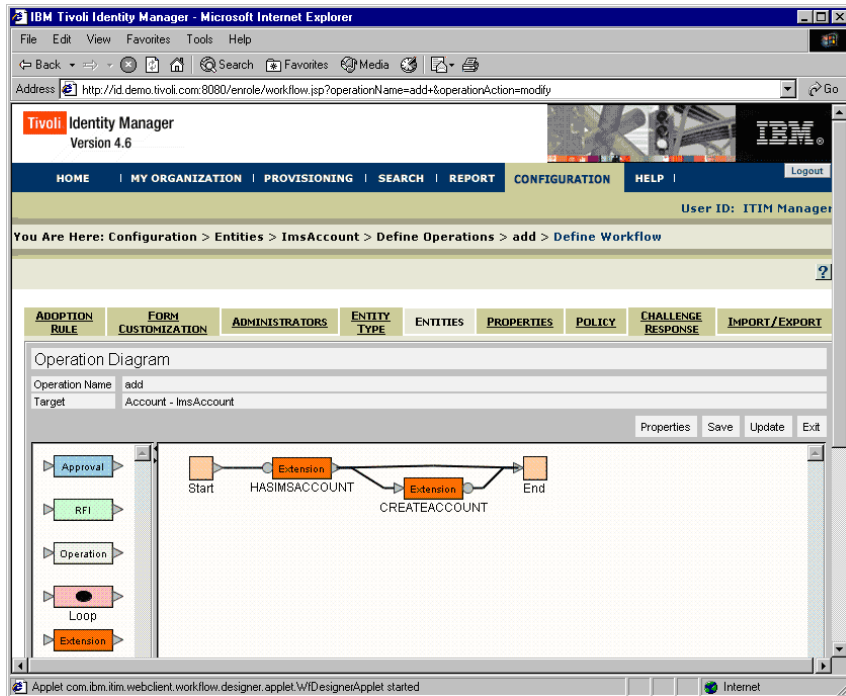 IBM Tivoli Identity Manager - Microsoft Internet Explorer
File Edit View Favorites Tools Help
Back Search Favorites Media
Address http://id.demo.tivoli.com:8080/enrole/workflow.jsp?operationName=add+&operationAction=modify Go
Tivoli Identity Manager
Version 4.6
IBM
HOME | MY ORGANIZATION | PROVISIONING | SEARCH | REPORT CONFIGURATION HELP | Logout
User ID: ITIM Manager
You Are Here: Configuration > Entities > ImsAccount > Define Operations > add > Define Workflow
?
ADOPTION RULE FORM CUSTOMIZATION ADMINISTRATORS ENTITY TYPE ENTITIES PROPERTIES POLICY CHALLENGE RESPONSE IMPORT/EXPORT
Operation Diagram
Operation Name add
Target Account - ImsAccount
Properties Save Update Exit
Approval
RFI
Operation
Loop
Extension
Start
Extension
HASIMSACCOUNT
Extension
CREATEACCOUNT
End
Applet com.ibm.itim.webclient.workflow.designer.applet.WfDesignerApplet started Internet